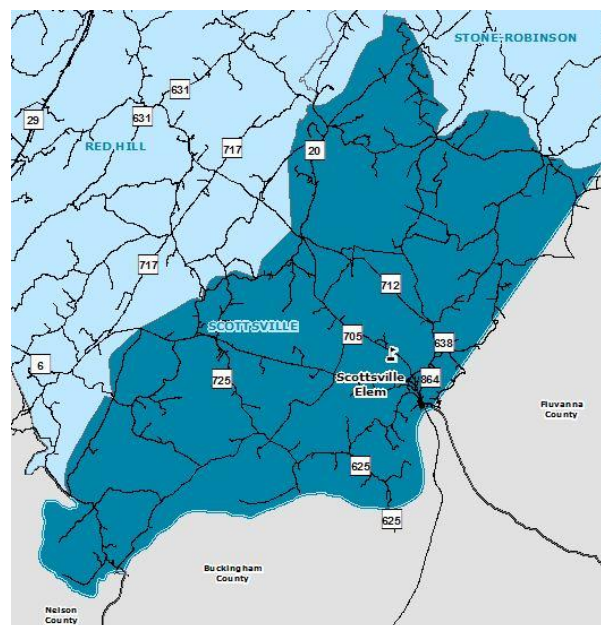 STONE-ROBINSON
631
29
631
RED HILL
717
20
717
712
SCOTTSVILLE
705
638
6
725
Scottsville
Elem
864
Fluvanna
County
625
625
Buckingham
County
Nelson
County